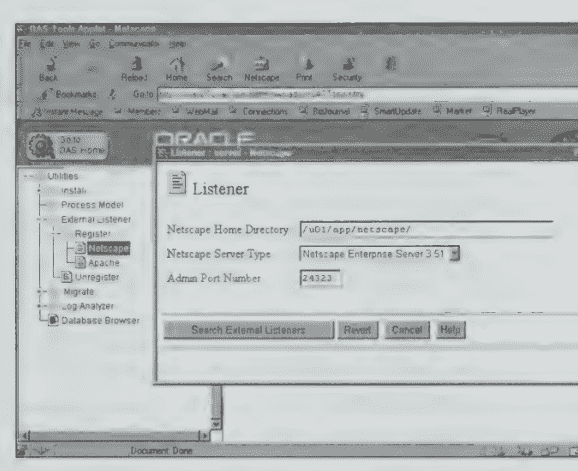 OAS Tools Applet - Netscape
File Edit View Go Communicator Help
Back Reload Home Search Netscape Print Security
Bookmarks Go to
Instant Message Members WebMail Connections BizJournal SmartUpdate Market RealPlayer
Go to
OAS Home
ORACLE
Listener server - Netscape
Utilities
Install
Process Model
External Listener
Register
Netscape
Apache
Unregister
Migrate
Log Analyzer
Database Browser
Listener
Netscape Home Directory /u01/app/netscape/
Netscape Server Type Netscape Enterprise Server 3.51
Admin Port Number 24323
Search External Listeners Revert Cancel Help
Document Done